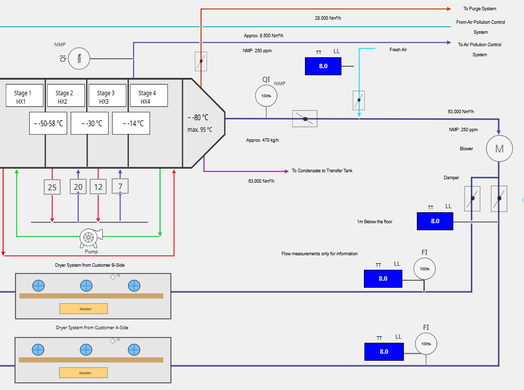 To Purge System
28.000 Nm³/h
From Air Pollution Control
System
Approx. 8.500 Nm³/h
To Air Pollution Control
System
NMP
QI
NMP: 250 ppm
TT LL
8.0
Fresh Air
Stage 1
HX1
Stage 2
HX2
Stage 3
HX3
Stage 4
HX4
QI
NMP
100%
~ -50-58 °C
~ -30 °C
~ -14 °C
~ -80 °C
max. 95 °C
83.000 Nm³/h
NMP: 250 ppm
Approx. 470 kg/h
Blower
M
To Condensate to Transfer Tank
60.000 Nm³/h
Damper
25
20
12
7
TT LL
8.0
1m Below the floor
Pump
Flow measurements only for information
FI
100%
TT LL
8.0
Dryer System from Customer B-Side
Dryer System from Customer A-Side
FI
100%
TT LL
8.0